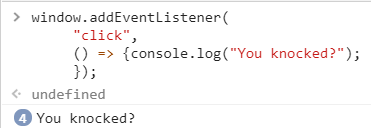 > window.addEventListener(
"click",
() => {console.log("You knocked?");
});
undefined
4 You knocked?